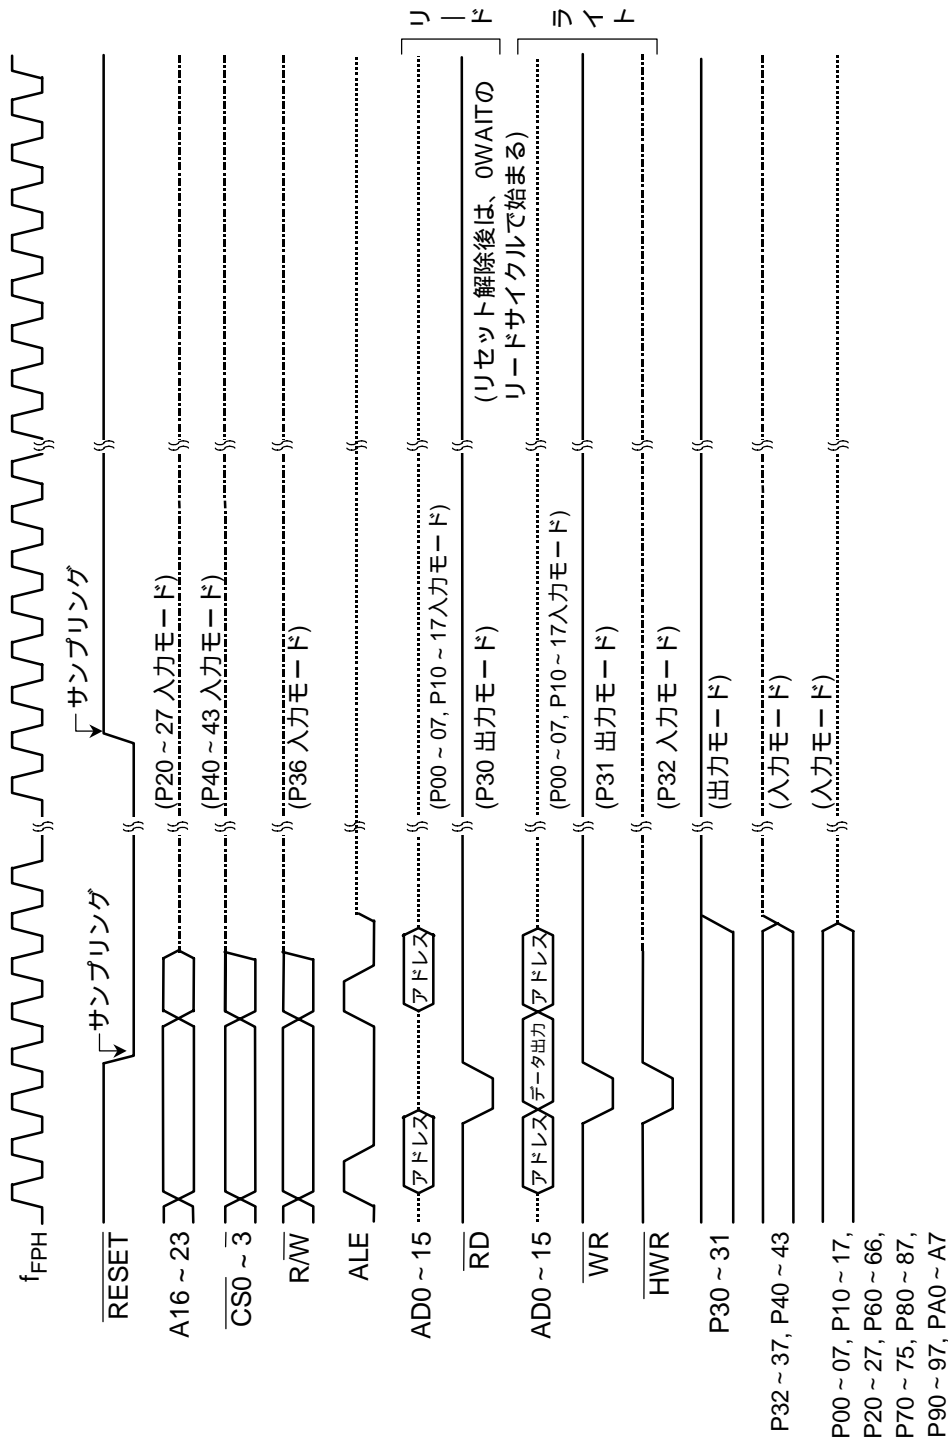 fFPH
RESET
サンプリング
サンプリング
A16 ~ 23
(P20 ~ 27 入力モード)
CS0 ~ 3
(P40 ~ 43 入力モード)
R/W
(P36 入力モード)
ALE
AD0 ~ 15
アドレス
アドレス
(P00 ~ 07, P10 ~ 17入力モード)
リード
RD
(P30 出力モード)
(リセット解除後は、0WAITの
リードサイクルで始まる)
AD0 ~ 15
アドレス
データ出力
アドレス
(P00 ~ 07, P10 ~ 17入力モード)
ライト
WR
(P31 出力モード)
HWR
(P32 入力モード)
P30 ~ 31
(出力モード)
P32 ~ 37, P40 ~ 43
(入力モード)
P00 ~ 07, P10 ~ 17,
P20 ~ 27, P60 ~ 66,
P70 ~ 75, P80 ~ 87,
P90 ~ 97, PA0 ~ A7
(入力モード)